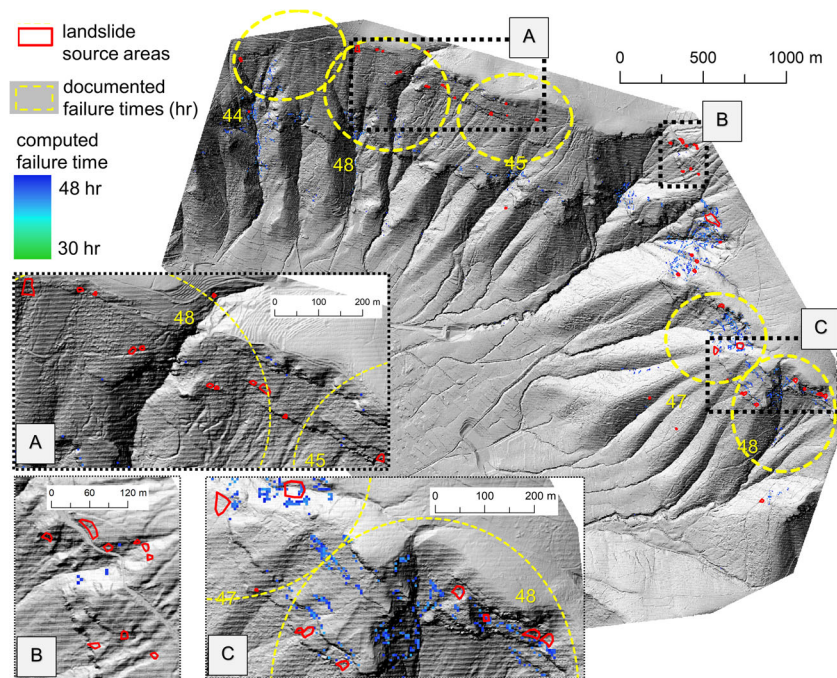 landslide
source areas
documented
failure times (hr)
computed
failure time
48 hr
30 hr
A
0 500 1000 m
B
44
48
45
C
47
48
0 100 200 m
48
45
A
0 60 120 m
B
0 100 200 m
47
48
C